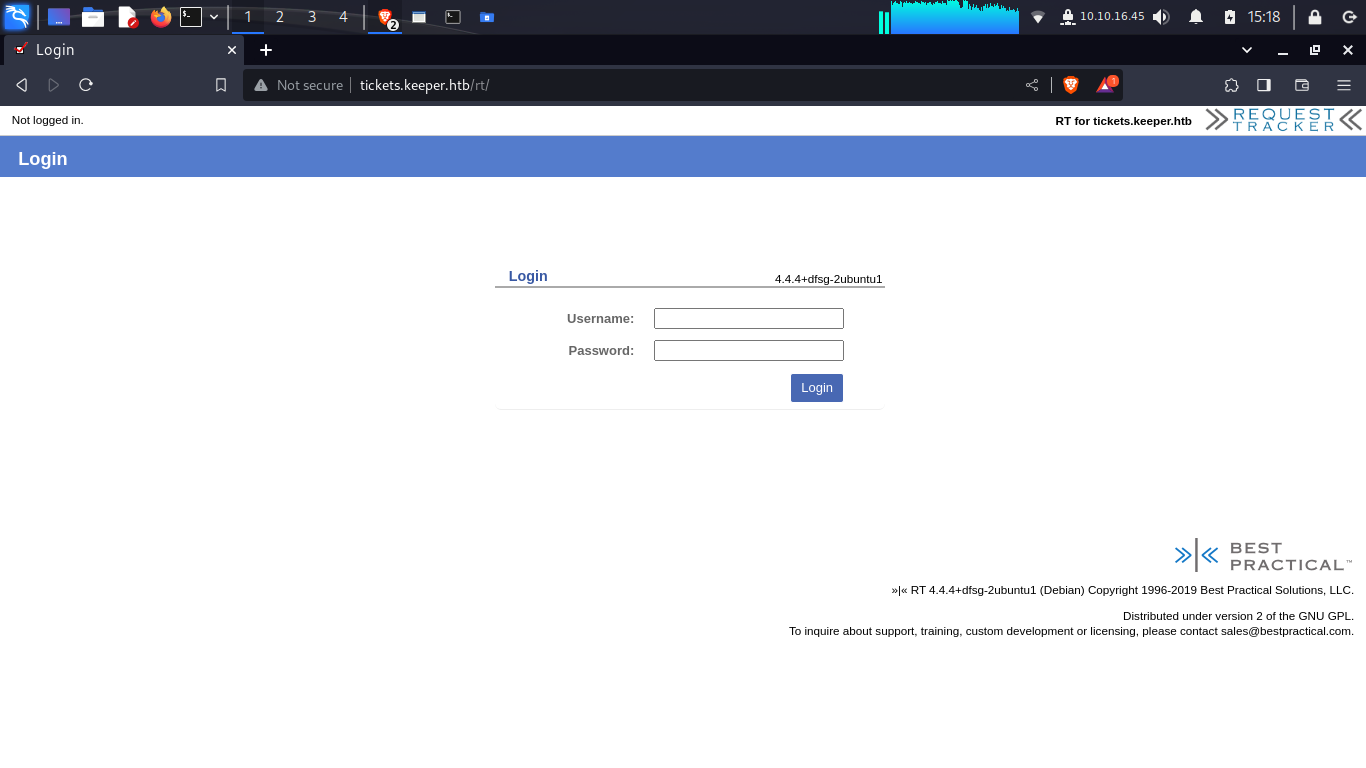 1 2 3 4 2 10.10.16.45 15:18
Login
Not secure tickets.keeper.htb/rt/ 1
Not logged in. RT for tickets.keeper.htb REQUEST TRACKER
Login
Login 4.4.4+dfsg-2ubuntu1
Username:
Password:
Login
BEST
PRACTICAL™
»|« RT 4.4.4+dfsg-2ubuntu1 (Debian) Copyright 1996-2019 Best Practical Solutions, LLC.
Distributed under version 2 of the GNU GPL.
To inquire about support, training, custom development or licensing, please contact sales@bestpractical.com.